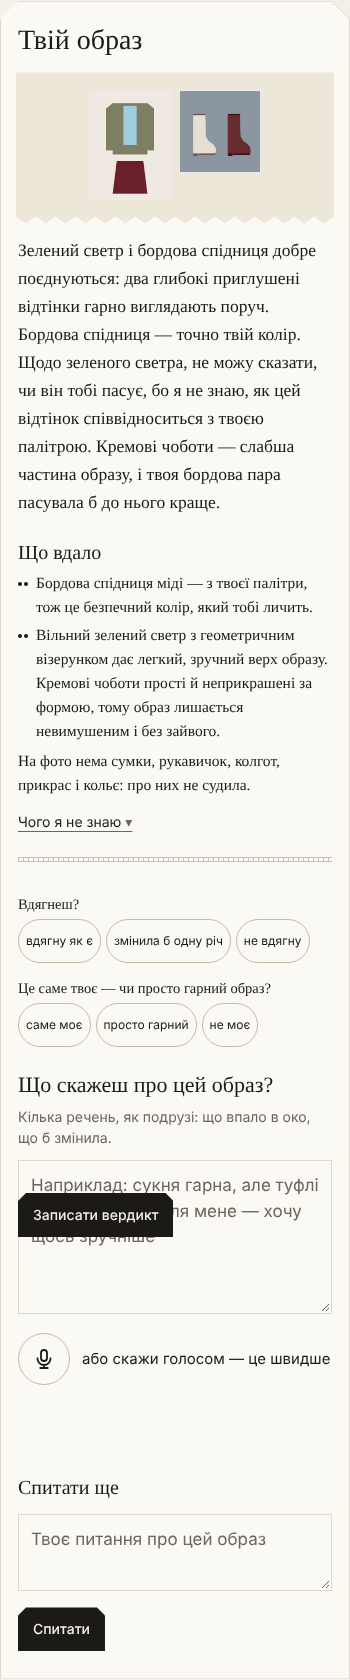 Твій образ
Зелений светр і бордова спідниця добре
поєднуються: два глибокі приглушені
відтінки гарно виглядають поруч.
Бордова спідниця — точно твій колір.
Щодо зеленого светра, не можу сказати,
чи він тобі пасує, бо я не знаю, як цей
відтінок співвідноситься з твоєю
палітрою. Кремові чоботи — слабша
частина образу, і твоя бордова пара
пасувала б до нього краще.
Що вдало
•• Бордова спідниця міді — з твоєї палітри,
тож це безпечний колір, який тобі личить.
•• Вільний зелений светр з геометричним
візерунком дає легкий, зручний верх образу.
Кремові чоботи прості й неприкрашені за
формою, тому образ лишається
невимушеним і без зайвого.
На фото нема сумки, рукавичок, колгот,
прикрас і кольє: про них не судила.
Чого я не знаю ▾
Вдягнеш?
вдягну як є змінила б одну річ не вдягну
Це саме твоє — чи просто гарний образ?
саме моє просто гарний не моє
Що скажеш про цей образ?
Кілька речень, як подрузі: що впало в око,
що б змінила.
Наприклад: сукня гарна, але туфлі
Записати вердикт
мене — хочу
щось зручніше
або скажи голосом — це швидше
Спитати ще
Твоє питання про цей образ
Спитати